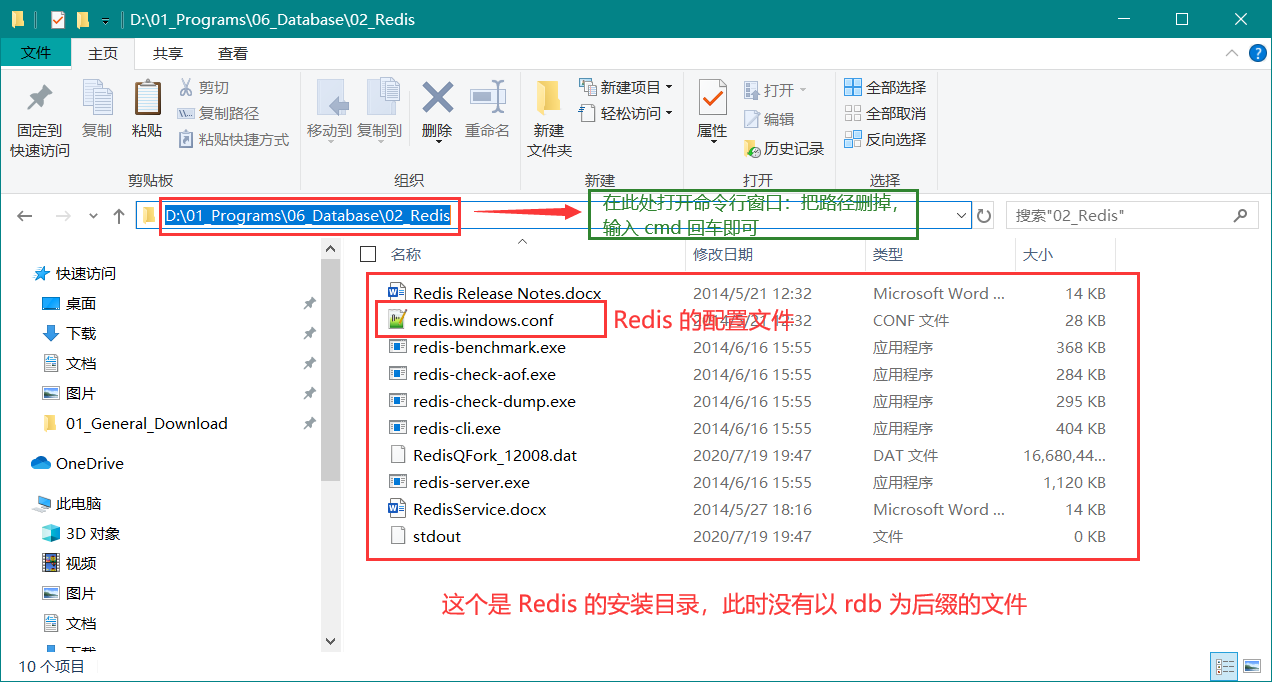 D:\01_Programs\06_Database\02_Redis
文件 主页 共享 查看
固定到
快速访问
复制
粘贴
剪切
复制路径
粘贴快捷方式
剪贴板
移动到 复制到
删除 重命名
组织
新建
文件夹
新建项目
轻松访问
新建
属性
打开
编辑
历史记录
打开
全部选择
全部取消
反向选择
选择
D:\01_Programs\06_Database\02_Redis
在此处打开命令行窗口：把路径删掉，
输入 cmd 回车即可
搜索"02_Redis"
快速访问
桌面
下载
文档
图片
01_General_Download
OneDrive
此电脑
3D 对象
视频
图片
文档
下载
名称 修改日期 类型 大小
Redis Release Notes.docx 2014/5/21 12:32 Microsoft Word ... 14 KB
redis.windows.conf Redis 的配置文件 2014/5/21 12:32 CONF 文件 28 KB
redis-benchmark.exe 2014/6/16 15:55 应用程序 368 KB
redis-check-aof.exe 2014/6/16 15:55 应用程序 284 KB
redis-check-dump.exe 2014/6/16 15:55 应用程序 295 KB
redis-cli.exe 2014/6/16 15:55 应用程序 404 KB
RedisQFork_12008.dat 2020/7/19 19:47 DAT 文件 16,680,44...
redis-server.exe 2014/6/16 15:55 应用程序 1,120 KB
RedisService.docx 2014/5/27 18:16 Microsoft Word ... 14 KB
stdout 2020/7/19 19:47 文件 0 KB
这个是 Redis 的安装目录，此时没有以 rdb 为后缀的文件
10 个项目